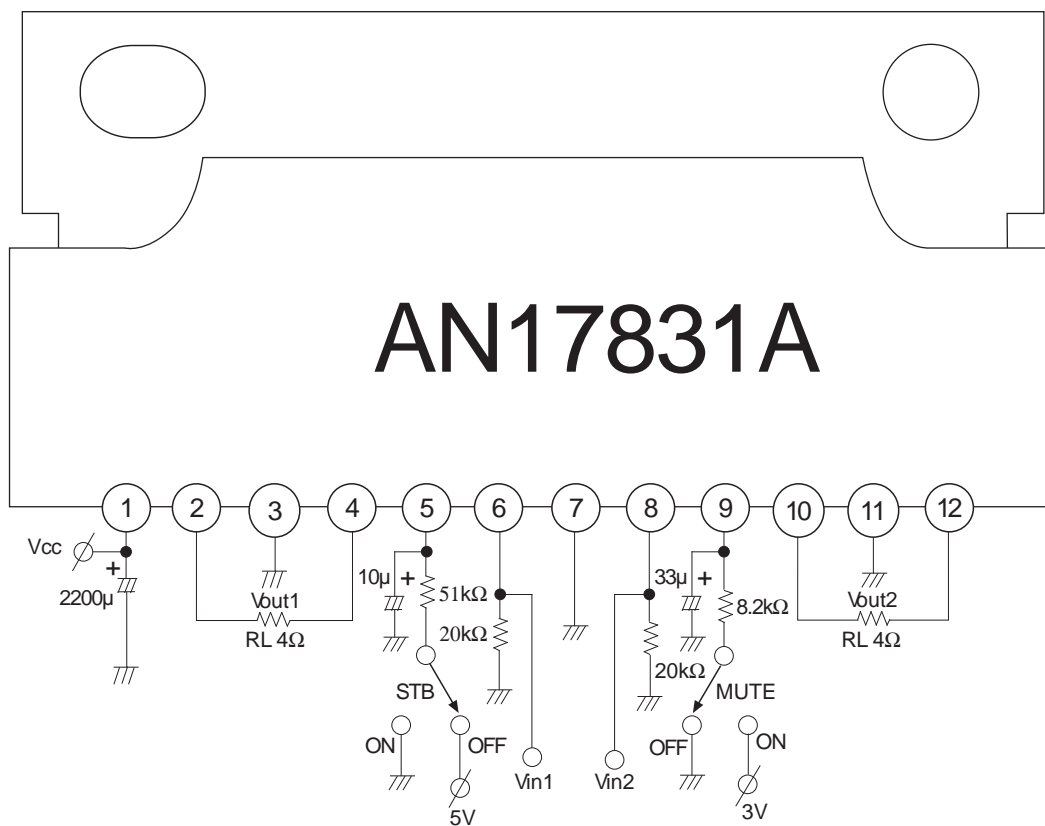 AN17831A
1 2 3 4 5 6 7 8 9 10 11 12
Vcc
+
2200μ
Vout1
RL 4Ω
10μ +
51kΩ
20kΩ
STB
ON
OFF
5V
Vin1
Vin2
33μ +
8.2kΩ
20kΩ
MUTE
OFF
ON
3V
Vout2
RL 4Ω